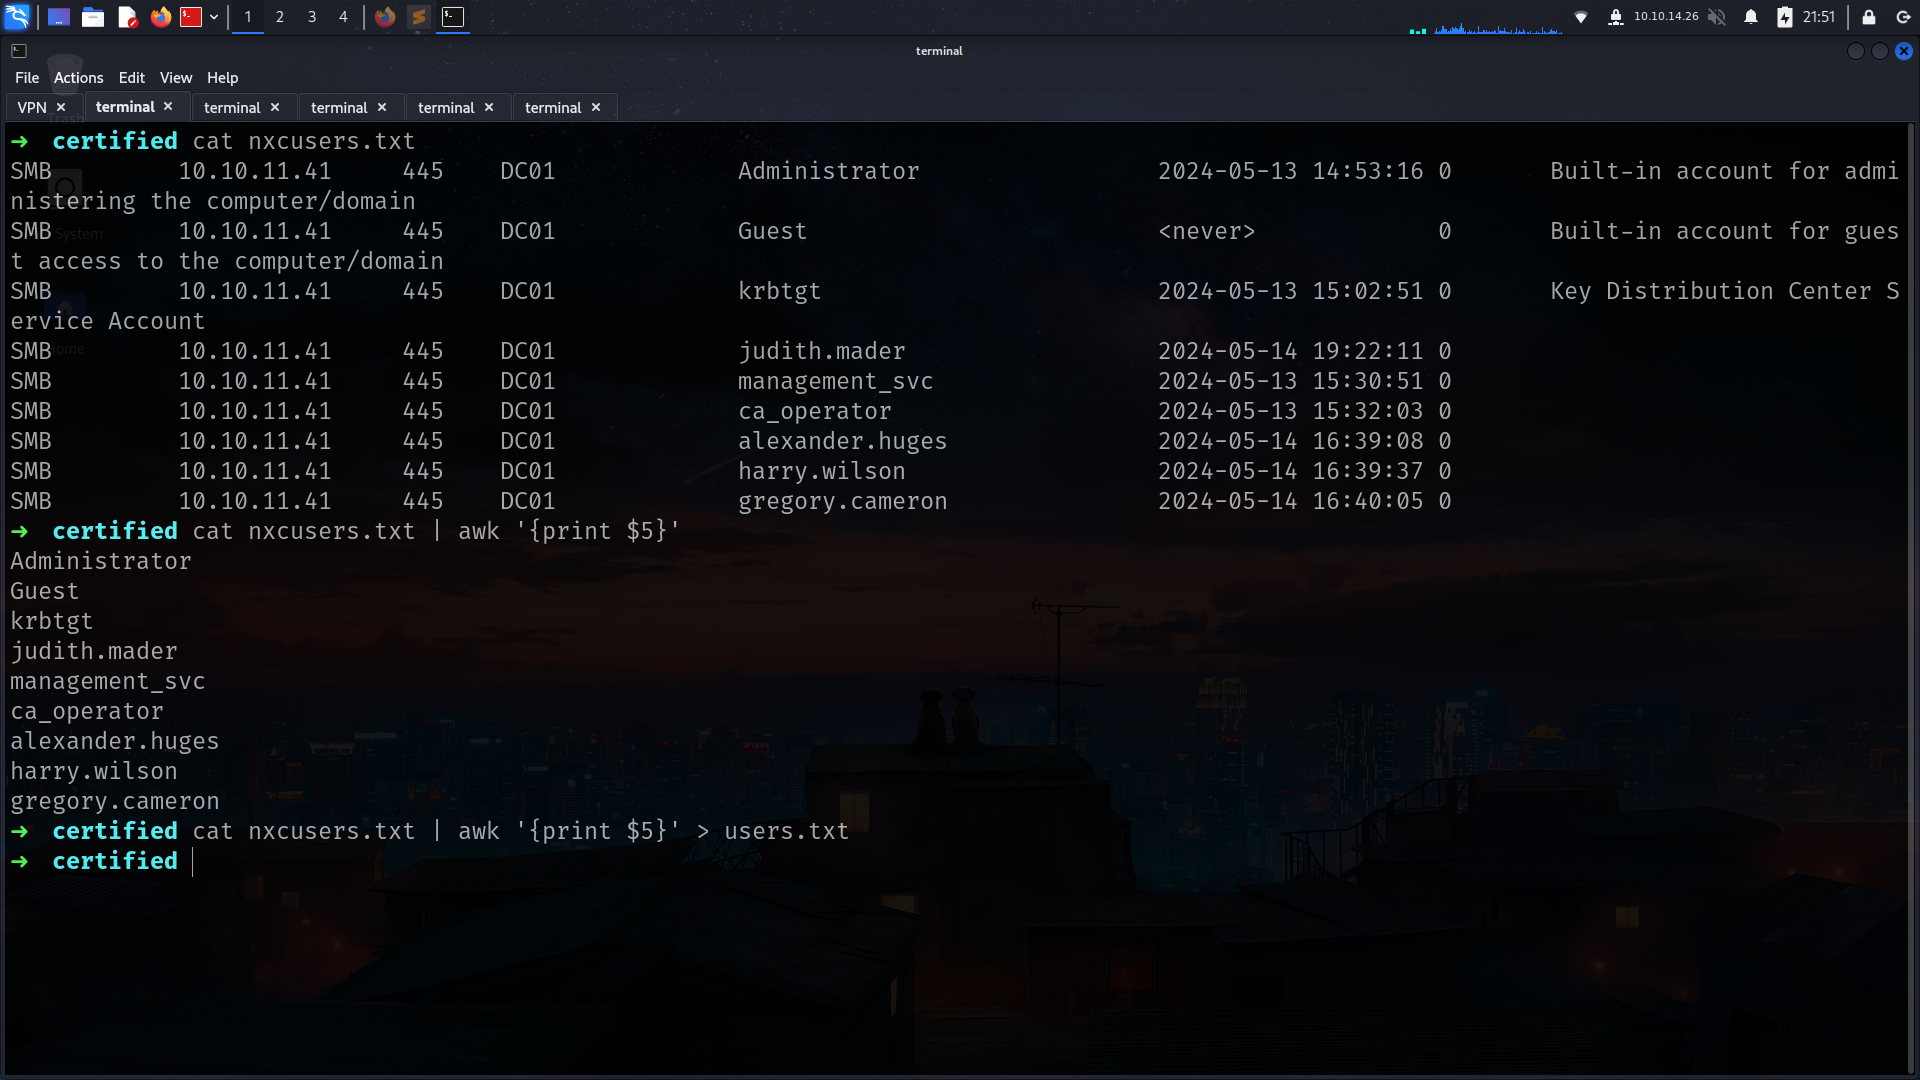 1 2 3 4
10.10.14.26 21:51
terminal
File Actions Edit View Help
VPN × terminal × terminal × terminal × terminal × terminal ×
Trash
System
Home
➜ certified cat nxcusers.txt
SMB 10.10.11.41 445 DC01 Administrator 2024-05-13 14:53:16 0 Built-in account for admi
nistering the computer/domain
SMB 10.10.11.41 445 DC01 Guest <never> 0 Built-in account for gues
t access to the computer/domain
SMB 10.10.11.41 445 DC01 krbtgt 2024-05-13 15:02:51 0 Key Distribution Center S
ervice Account
SMB 10.10.11.41 445 DC01 judith.mader 2024-05-14 19:22:11 0
SMB 10.10.11.41 445 DC01 management_svc 2024-05-13 15:30:51 0
SMB 10.10.11.41 445 DC01 ca_operator 2024-05-13 15:32:03 0
SMB 10.10.11.41 445 DC01 alexander.huges 2024-05-14 16:39:08 0
SMB 10.10.11.41 445 DC01 harry.wilson 2024-05-14 16:39:37 0
SMB 10.10.11.41 445 DC01 gregory.cameron 2024-05-14 16:40:05 0
➜ certified cat nxcusers.txt | awk '{print $5}'
Administrator
Guest
krbtgt
judith.mader
management_svc
ca_operator
alexander.huges
harry.wilson
gregory.cameron
➜ certified cat nxcusers.txt | awk '{print $5}' > users.txt
➜ certified